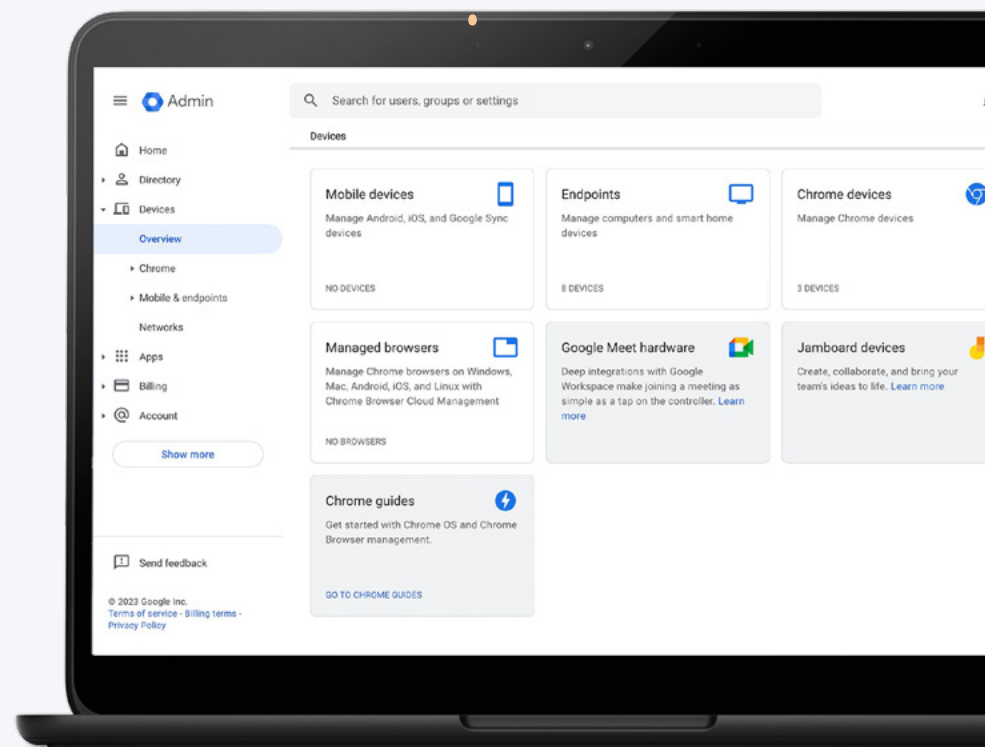 Admin
Search for users, groups or settings
Devices
Home
Directory
Devices
Overview
Chrome
Mobile & endpoints
Networks
Apps
Billing
Account
Show more
Send feedback
© 2023 Google Inc.
Terms of service - Billing terms -
Privacy Policy
Mobile devices
Manage Android, iOS, and Google Sync
devices
NO DEVICES
Endpoints
Manage computers and smart home
devices
8 DEVICES
Chrome devices
Manage Chrome devices
3 DEVICES
Managed browsers
Manage Chrome browsers on Windows,
Mac, Android, iOS, and Linux with
Chrome Browser Cloud Management
NO BROWSERS
Google Meet hardware
Deep integrations with Google
Workspace make joining a meeting as
simple as a tap on the controller. Learn
more
Jamboard devices
Create, collaborate, and bring your
team's ideas to life. Learn more
Chrome guides
Get started with Chrome OS and Chrome
Browser management.
GO TO CHROME GUIDES